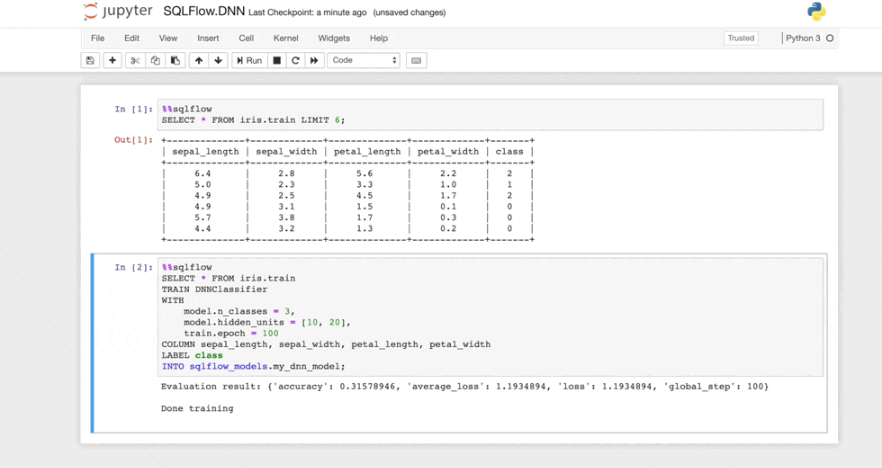 jupyter SQLFlow.DNN Last Checkpoint: a minute ago (unsaved changes)
File Edit View Insert Cell Kernel Widgets Help Trusted Python 3
Run Code
In [1]: %%sqlflow
SELECT * FROM iris.train LIMIT 6;
Out[1]: +--------------+-------------+--------------+-------------+-------+
| sepal_length | sepal_width | petal_length | petal_width | class |
+--------------+-------------+--------------+-------------+-------+
| 6.4 | 2.8 | 5.6 | 2.2 | 2 |
| 5.0 | 2.3 | 3.3 | 1.0 | 1 |
| 4.9 | 2.5 | 4.5 | 1.7 | 2 |
| 4.9 | 3.1 | 1.5 | 0.1 | 0 |
| 5.7 | 3.8 | 1.7 | 0.3 | 0 |
| 4.4 | 3.2 | 1.3 | 0.2 | 0 |
+--------------+-------------+--------------+-------------+-------+
In [2]: %%sqlflow
SELECT * FROM iris.train
TRAIN DNNClassifier
WITH
model.n_classes = 3,
model.hidden_units = [10, 20],
train.epoch = 100
COLUMN sepal_length, sepal_width, petal_length, petal_width
LABEL class
INTO sqlflow_models.my_dnn_model;
Evaluation result: {'accuracy': 0.31578946, 'average_loss': 1.1934894, 'loss': 1.1934894, 'global_step': 100}
Done training